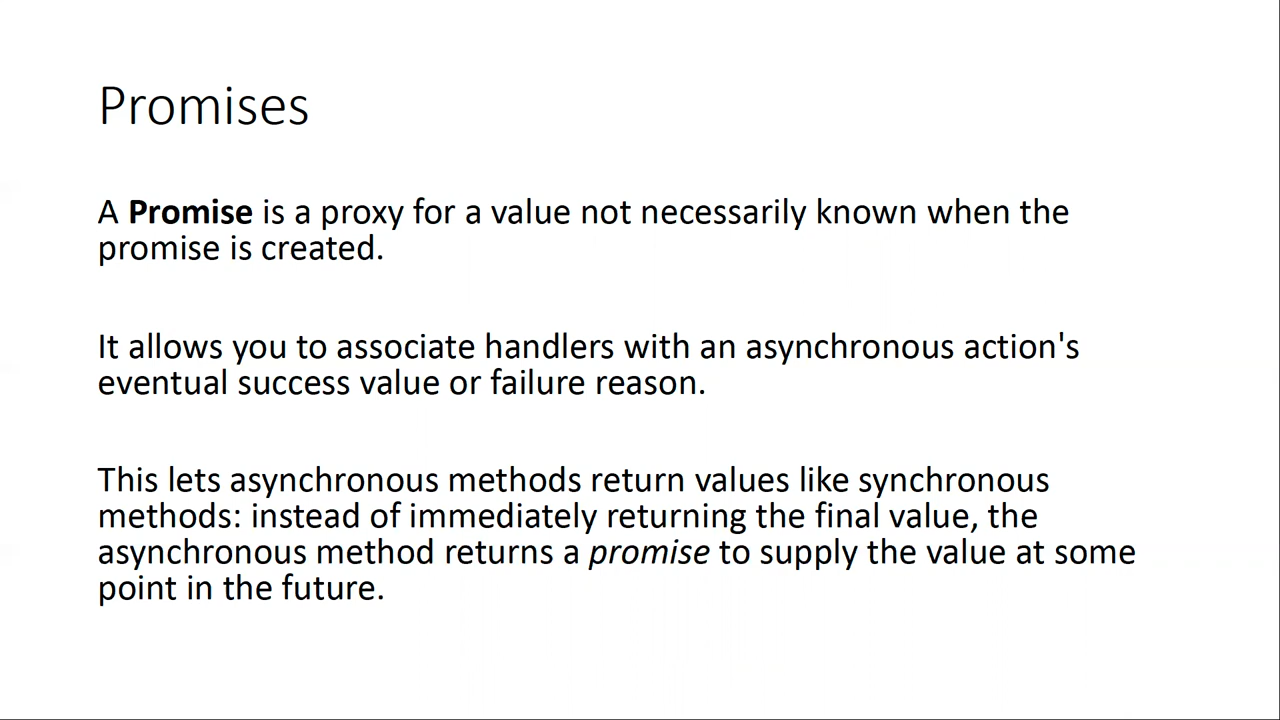 Promises
A Promise is a proxy for a value not necessarily known when the
promise is created.
It allows you to associate handlers with an asynchronous action's
eventual success value or failure reason.
This lets asynchronous methods return values like synchronous
methods: instead of immediately returning the final value, the
asynchronous method returns a promise to supply the value at some
point in the future.